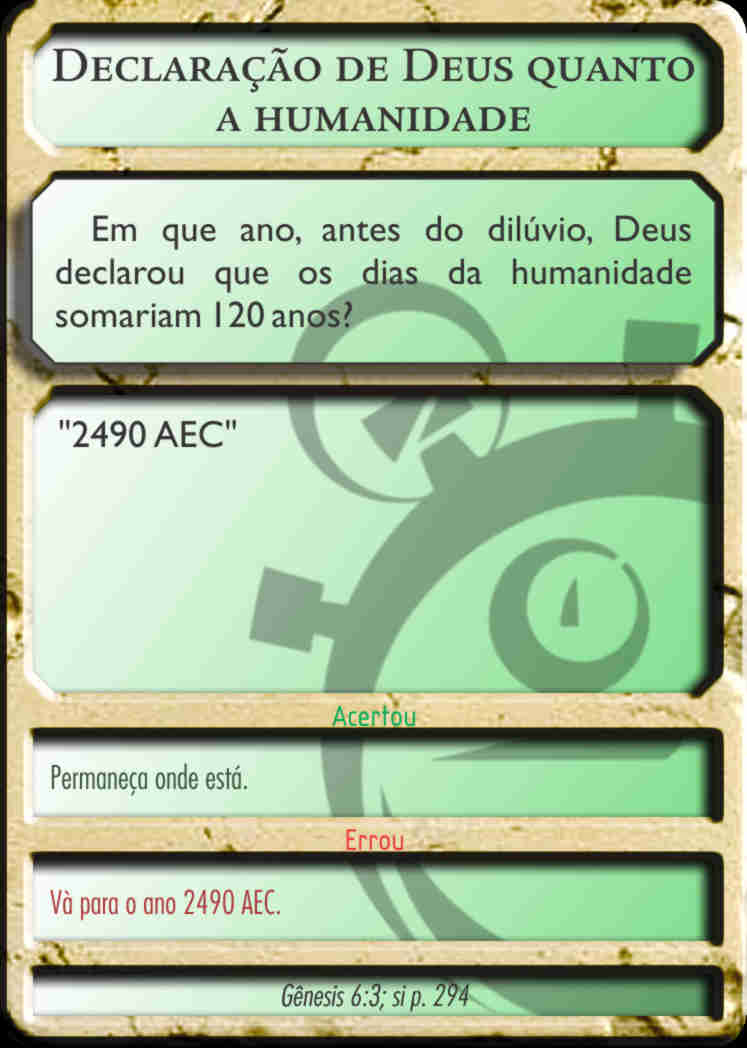 Declaração de Deus quanto
a humanidade
Em que ano, antes do dilúvio, Deus
declarou que os dias da humanidade
somariam 120 anos?
"2490 AEC"
Acertou
Permaneça onde está.
Errou
Và para o ano 2490 AEC.
Gênesis 6:3; si p. 294